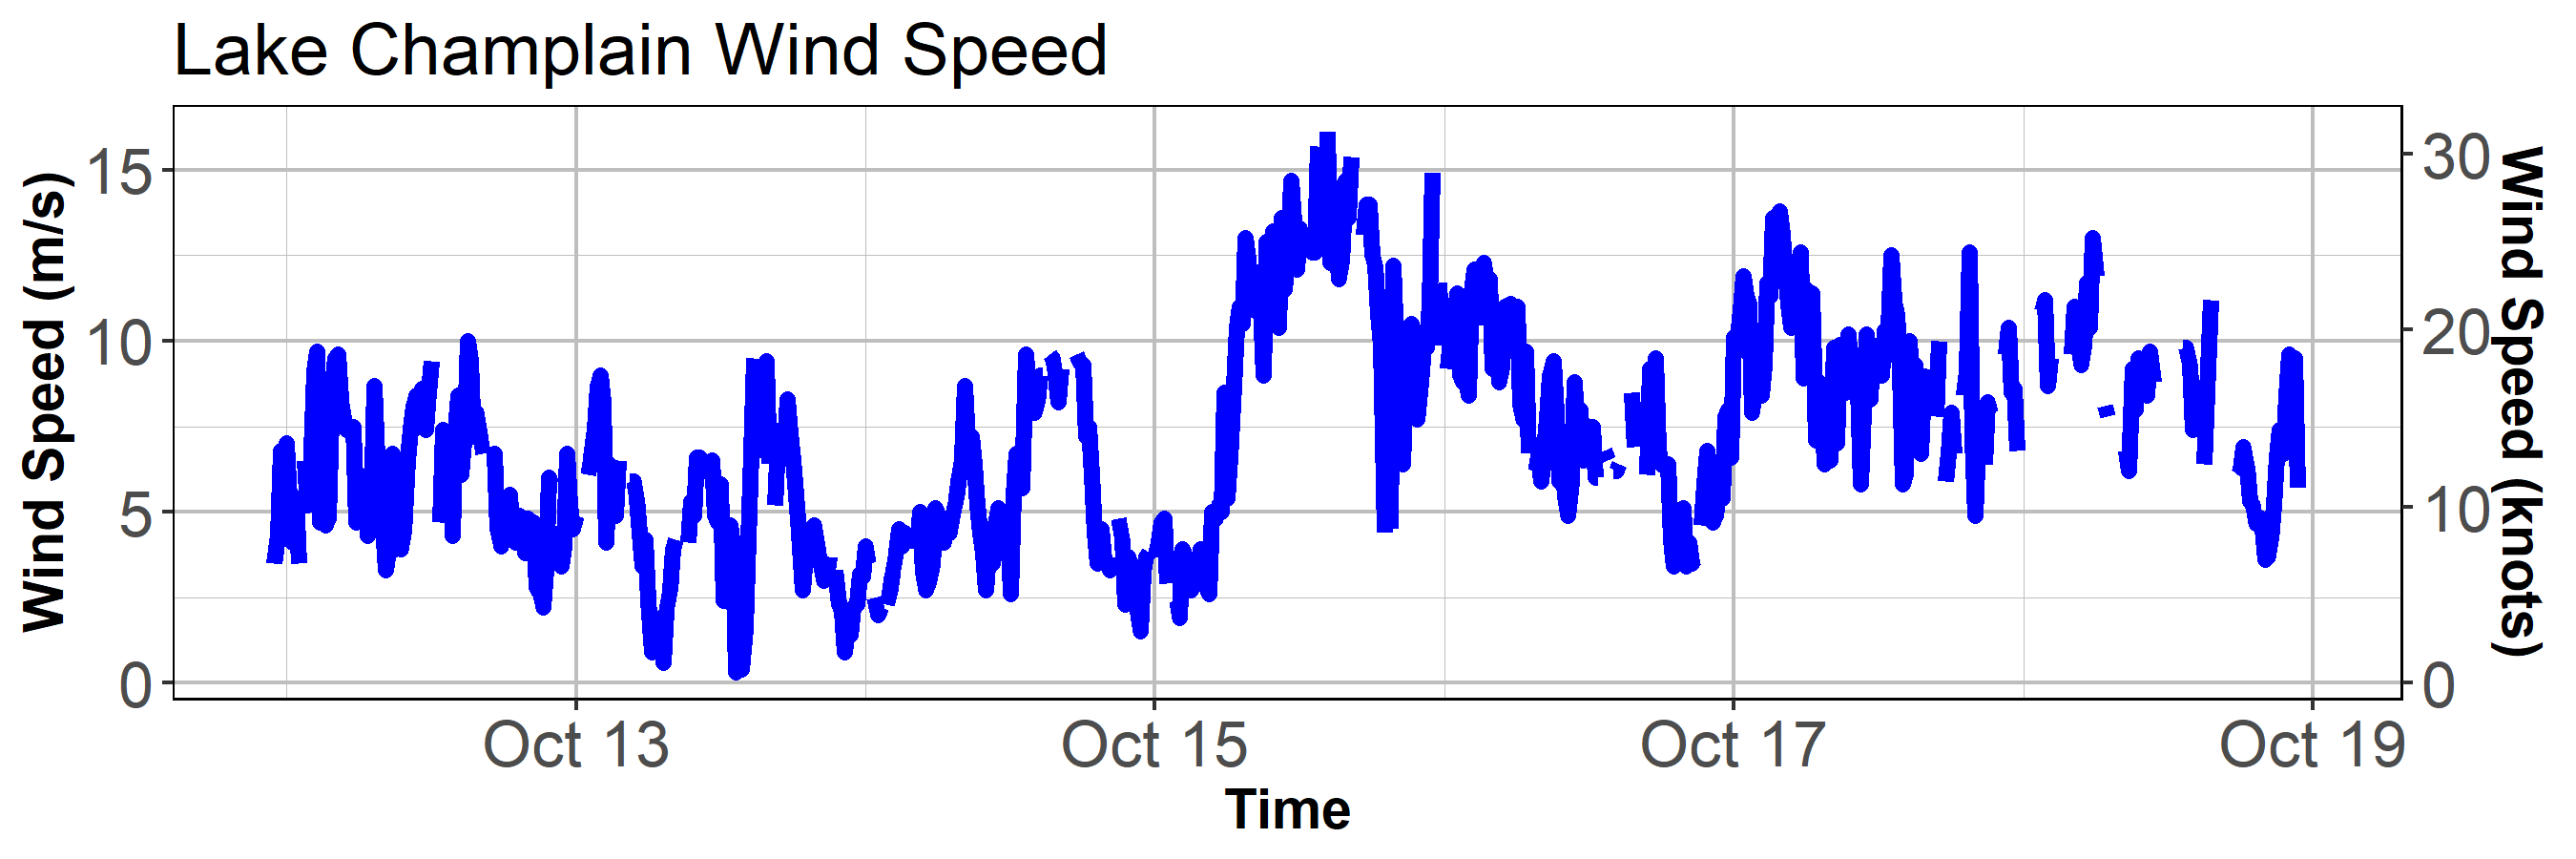 Lake Champlain Wind Speed
Wind Speed (m/s)
15
10
5
0
30
20
10
0
Wind Speed (knots)
Oct 13
Oct 15
Oct 17
Oct 19
Time